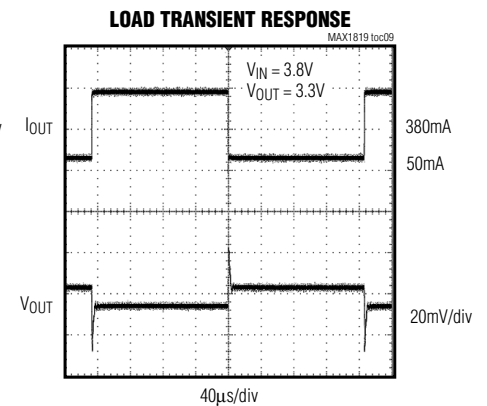 LOAD TRANSIENT RESPONSE
MAX1819 toc09
VIN = 3.8V
VOUT = 3.3V
IOUT
380mA
50mA
VOUT
20mV/div
40μs/div